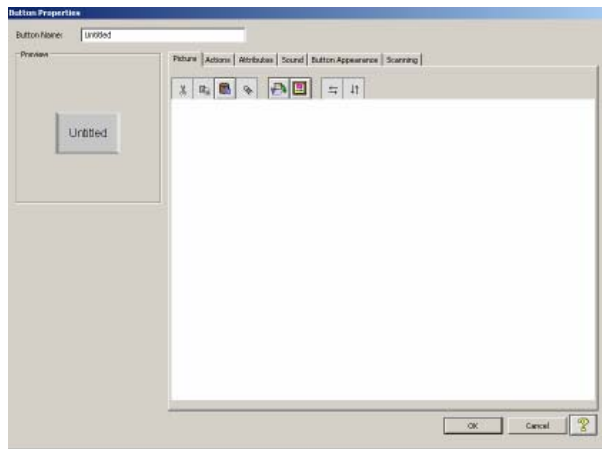 Button Properties
Button Name: Untitled
Preview
Picture Actions Attributes Sound Button Appearance Scanning
Untitled
OK Cancel